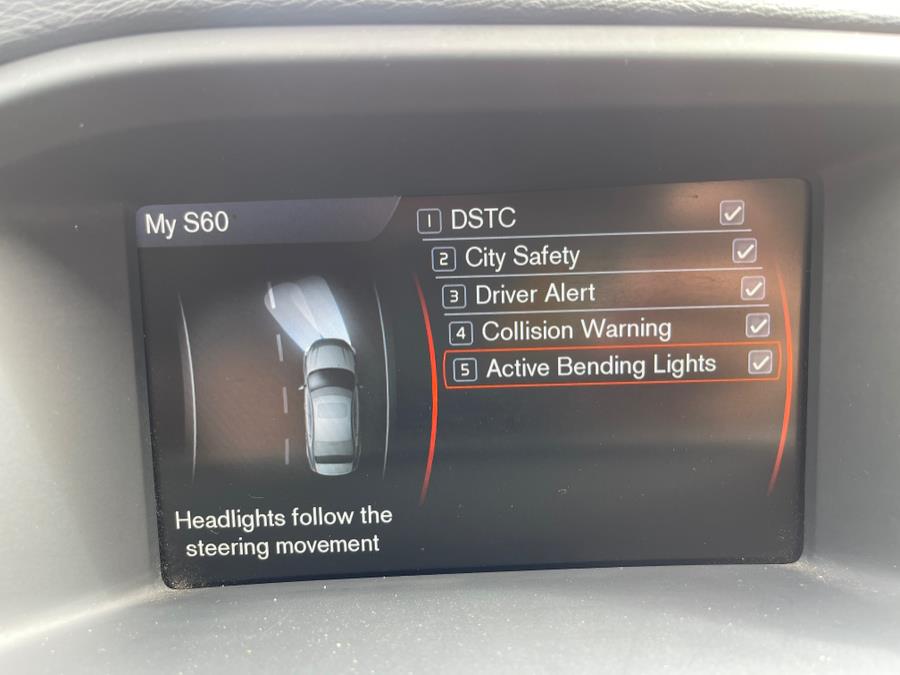 My S60
1 DSTC
2 City Safety
3 Driver Alert
4 Collision Warning
5 Active Bending Lights
Headlights follow the
steering movement